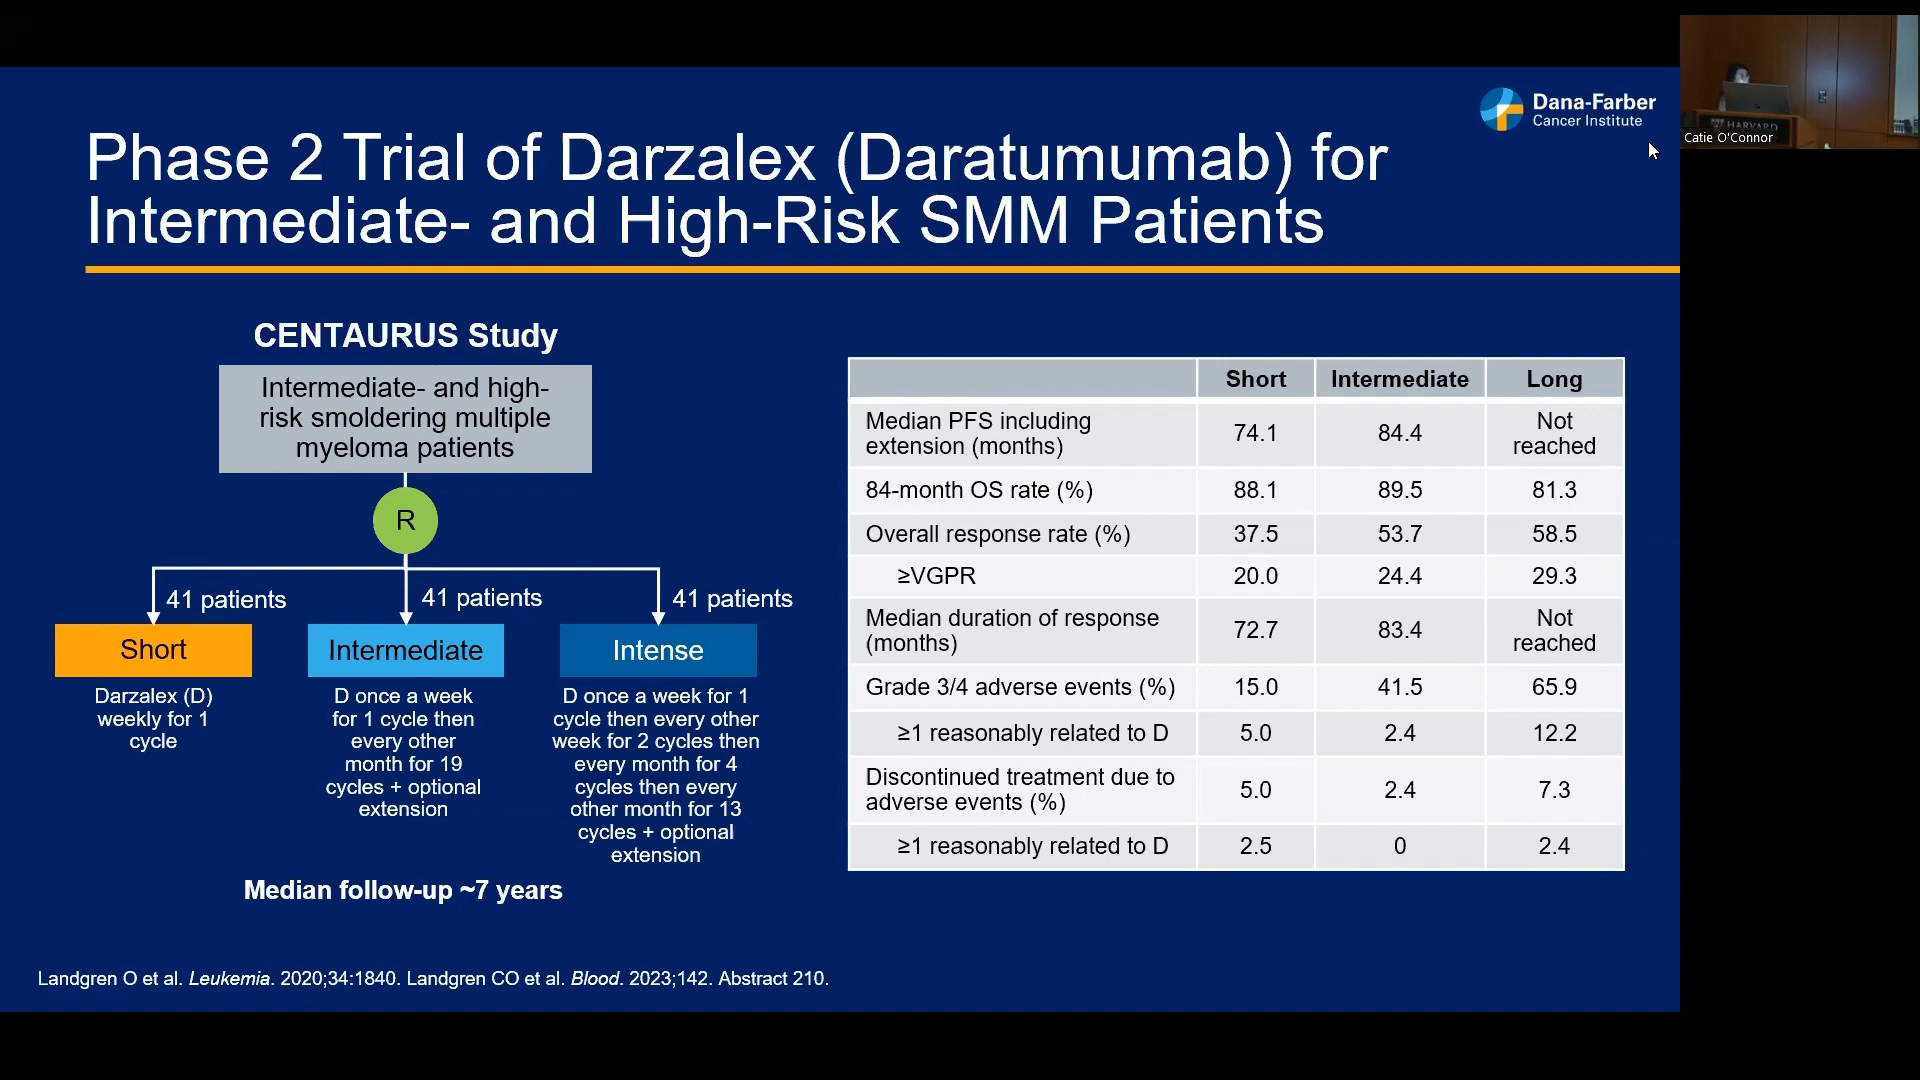 Dana-Farber
Cancer Institute
HARVARD
Catie O'Connor
Phase 2 Trial of Darzalex (Daratumumab) for
Intermediate- and High-Risk SMM Patients
CENTAURUS Study
Intermediate- and high-
risk smoldering multiple
myeloma patients
R
41 patients
41 patients
41 patients
Short
Intermediate
Intense
Darzalex (D)
weekly for 1
cycle
D once a week
for 1 cycle then
every other
month for 19
cycles + optional
extension
D once a week for 1
cycle then every other
week for 2 cycles then
every month for 4
cycles then every
other month for 13
cycles + optional
extension
Median follow-up ~7 years
Short Intermediate Long
Median PFS including
extension (months) 74.1 84.4 Not
reached
84-month OS rate (%) 88.1 89.5 81.3
Overall response rate (%) 37.5 53.7 58.5
≥VGPR 20.0 24.4 29.3
Median duration of response
(months) 72.7 83.4 Not
reached
Grade 3/4 adverse events (%) 15.0 41.5 65.9
≥1 reasonably related to D 5.0 2.4 12.2
Discontinued treatment due to
adverse events (%) 5.0 2.4 7.3
≥1 reasonably related to D 2.5 0 2.4
Landgren O et al. Leukemia. 2020;34:1840. Landgren CO et al. Blood. 2023;142. Abstract 210.